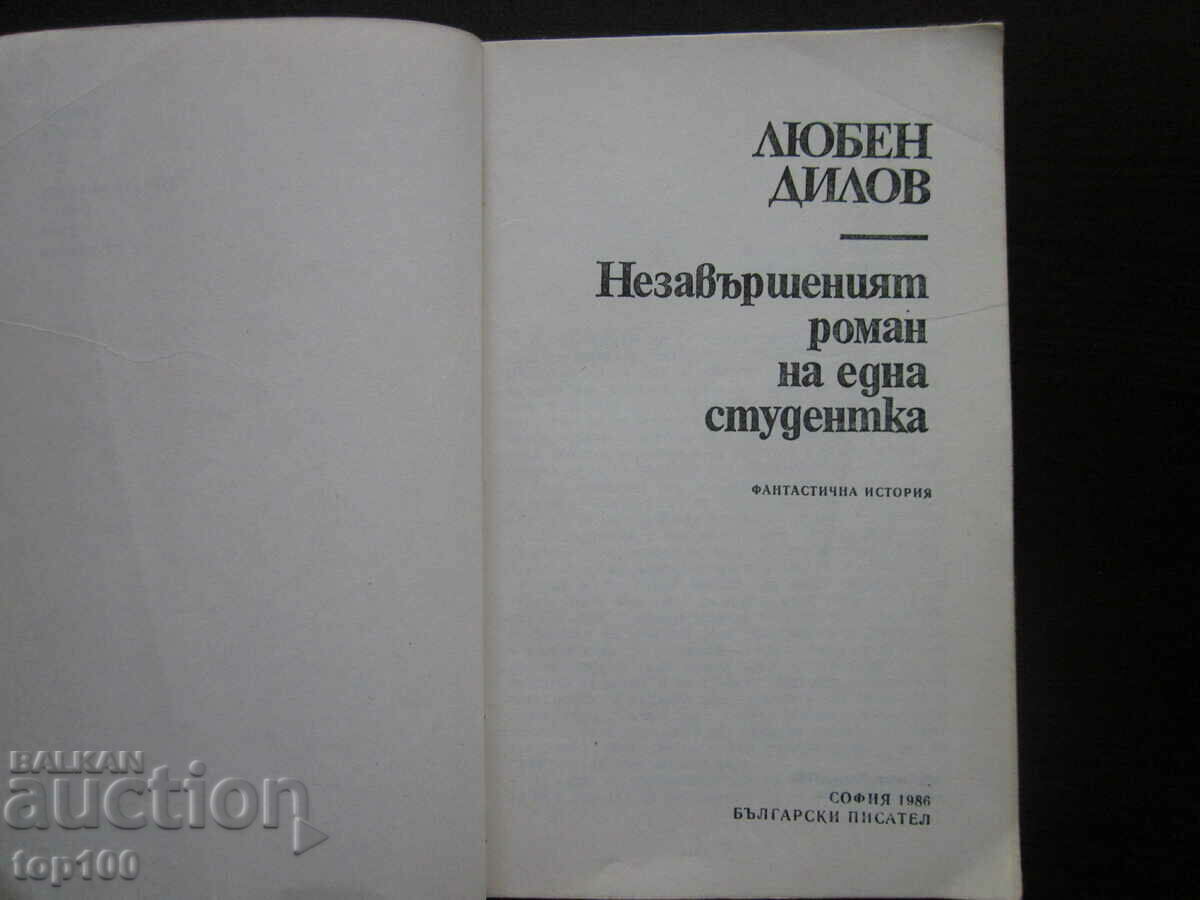 ЛЮБЕН
ДИЛОВ
Незавършеният
роман
на една
студентка
ФАНТАСТИЧНА ИСТОРИЯ
СОФИЯ 1986
БЪЛГАРСКИ ПИСАТЕЛ
BALKAN
auction
top100